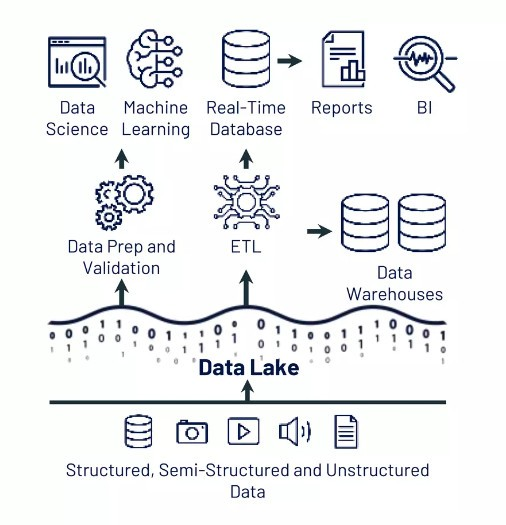 Data Science
Machine Learning
Real-Time Database
Reports
BI
Data Prep and Validation
ETL
Data Warehouses
Data Lake
Structured, Semi-Structured and Unstructured
Data